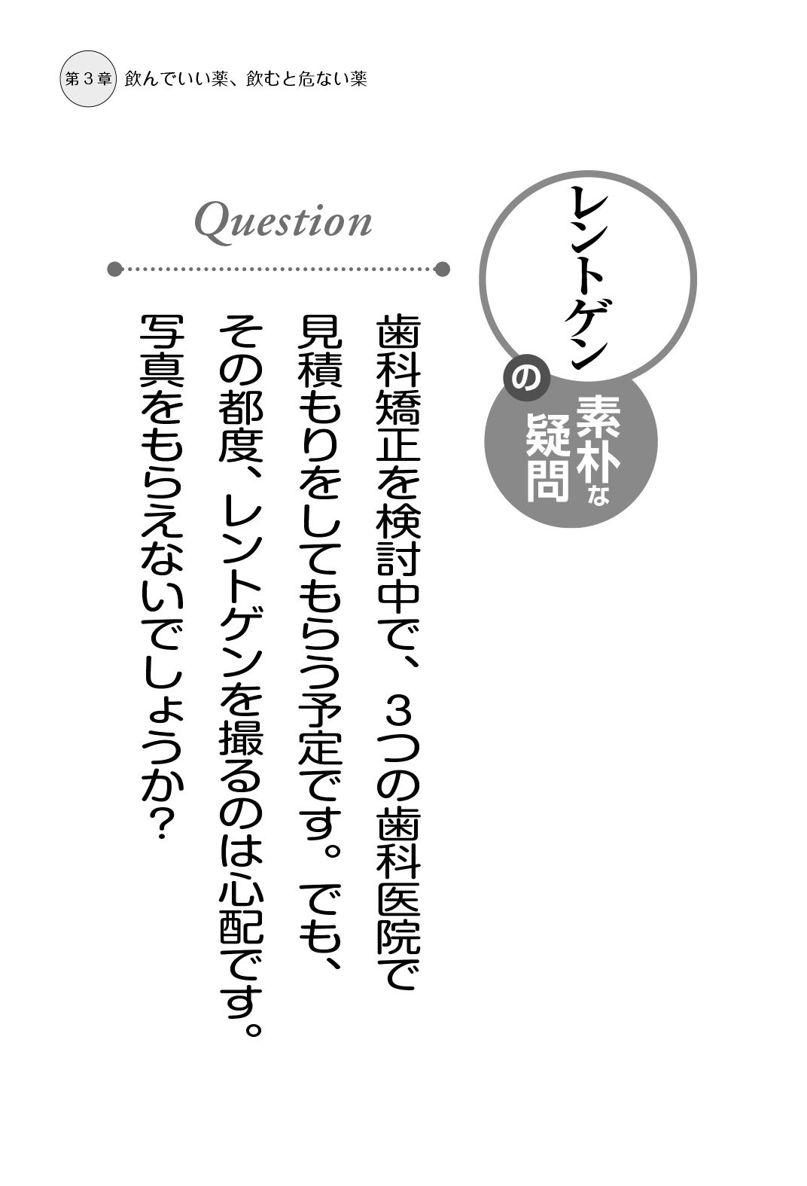 第3章 飲んでいい薬、飲むと危ない薬
レントゲン
の
素朴な
疑問
Question
歯科矯正を検討中で、3つの歯科医院で
見積もりをしてもらう予定です。でも、
その都度、レントゲンを撮るのは心配です。
写真をもらえないでしょうか?